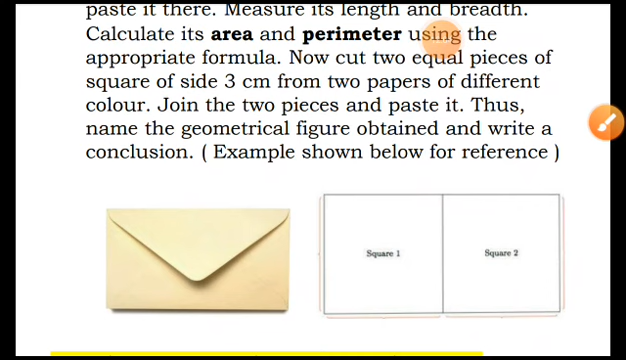 paste it there. Measure its length and breadth.
Calculate its area and perimeter using the
appropriate formula. Now cut two equal pieces of
square of side 3 cm from two papers of different
colour. Join the two pieces and paste it. Thus,
name the geometrical figure obtained and write a
conclusion. ( Example shown below for reference )
Square 1
Square 2